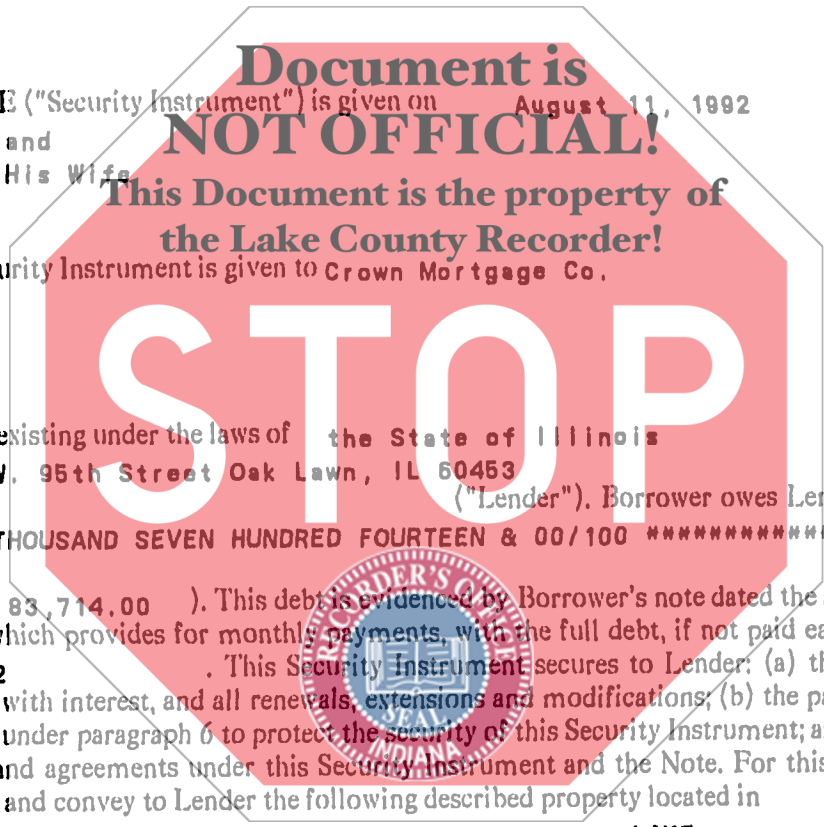 Document is
E ("Security Instrument") is given on August 11, 1992
and
NOT OFFICIAL!
His Wife
This Document is the property of
the Lake County Recorder!
urity Instrument is given to Crown Mortgage Co.
STOP
existing under the laws of the State of Illinois
W. 95th Street Oak Lawn, IL 60453
("Lender"). Borrower owes Len
THOUSAND SEVEN HUNDRED FOURTEEN & 00/100 ************
83,714.00 ). This debt is evidenced by Borrower's note dated the
which provides for monthly payments, with the full debt, if not paid ea
2 . This Security Instrument secures to Lender: (a) th
with interest, and all renewals, extensions and modifications; (b) the pa
under paragraph 6 to protect the security of this Security Instrument; a
and agreements under this Security Instrument and the Note. For this
and convey to Lender the following described property located in
RECORDER'S OFFICE
SEAL
INDIANA